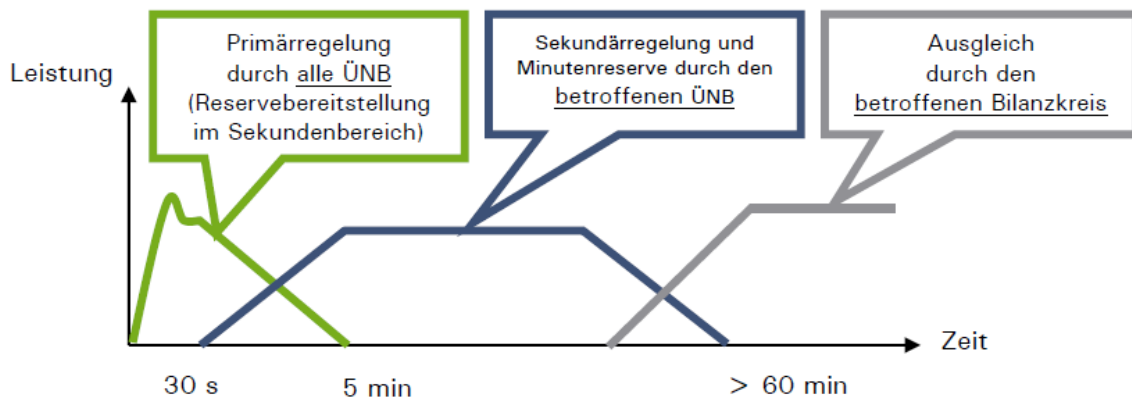 Leistung
Primärregelung
durch alle ÜNB
(Reservebereitstellung
im Sekundenbereich)
Sekundärregelung und
Minutenreserve durch den
betroffenen ÜNB
Ausgleich
durch den
betroffenen Bilanzkreis
Zeit
30 s
5 min
> 60 min